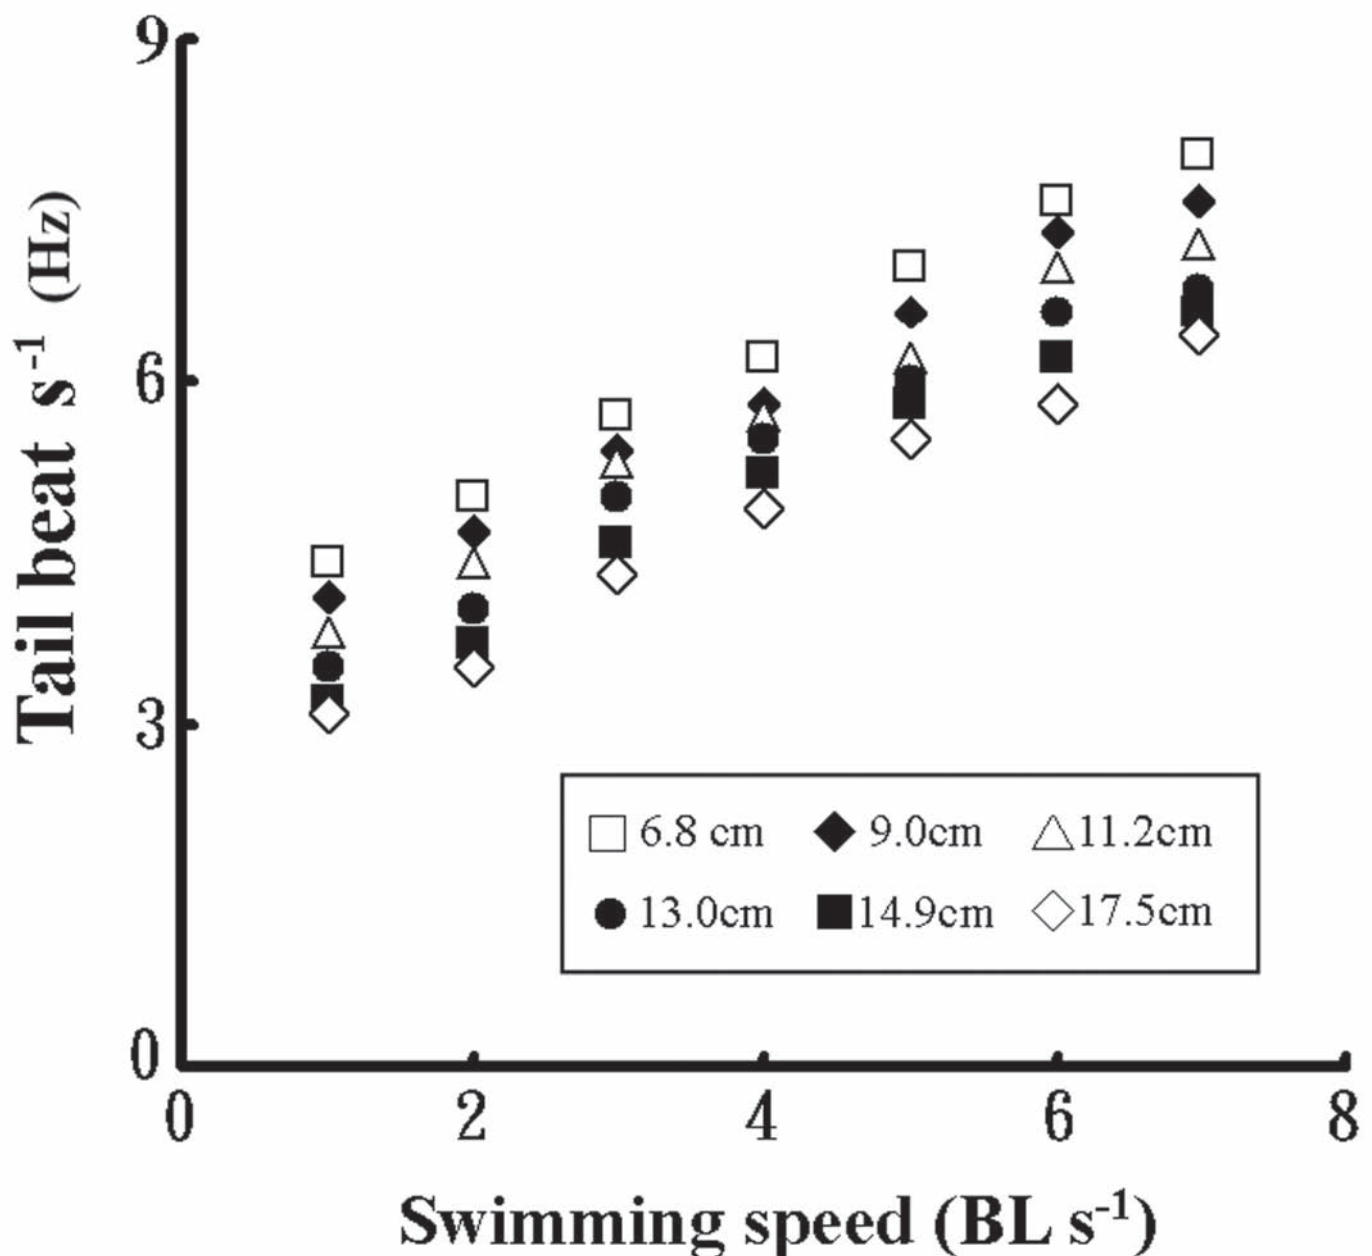 9
6
3
0
Tail beat s⁻¹ (Hz)
6.8 cm 9.0cm 11.2cm
13.0cm 14.9cm 17.5cm
0 2 4 6 8
Swimming speed (BL s⁻¹)